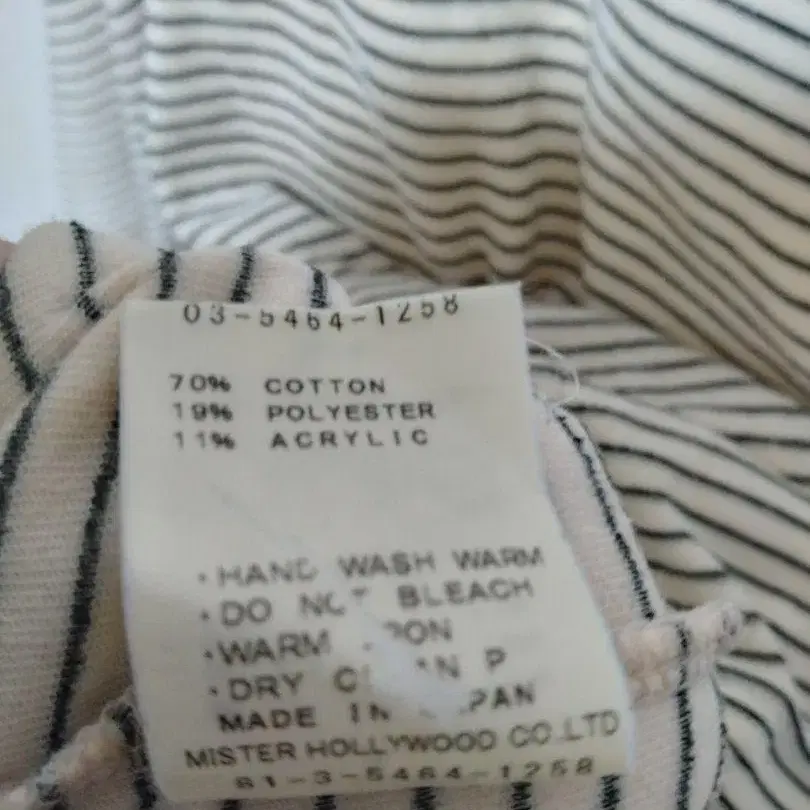 03-5464-1258
70% COTTON
19% POLYESTER
11% ACRYLIC
·HAND WASH WARM
·DO NOT BLEACH
·WARM IRON
·DRY CLEAN P
MADE IN JAPAN
MISTER HOLLYWOOD CO.,LTD
81-3-5464-1258